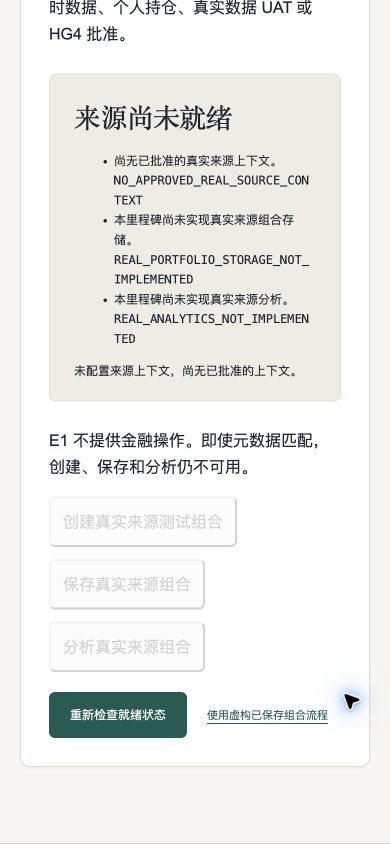 时数据、个人持仓、真实数据 UAT 或
HG4 批准。
来源尚未就绪
• 尚无已批准的真实来源上下文。
NO_APPROVED_REAL_SOURCE_CON
TEXT
• 本里程碑尚未实现真实来源组合存
储。
REAL_PORTFOLIO_STORAGE_NOT_
IMPLEMENTED
• 本里程碑尚未实现真实来源分析。
REAL_ANALYTICS_NOT_IMPLEMEN
TED
未配置来源上下文，尚无已批准的上下文。
E1 不提供金融操作。即使元数据匹配，
创建、保存和分析仍不可用。
创建真实来源测试组合
保存真实来源组合
分析真实来源组合
重新检查就绪状态
使用虚构已保存组合流程